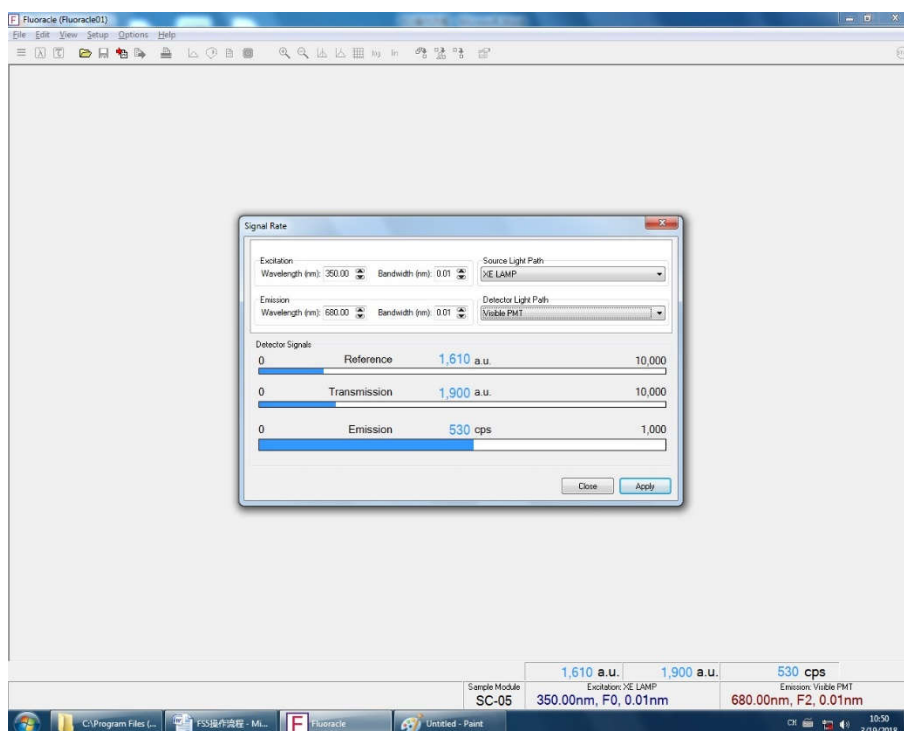 Fluoracle (Fluoracle01)
File Edit View Setup Options Help
Signal Rate
Excitation
Wavelength (nm): 350.00 Bandwidth (nm): 0.01
Source Light Path
XE LAMP
Emission
Wavelength (nm): 680.00 Bandwidth (nm): 0.01
Detector Light Path
Visible PMT
Detector Signals
0 Reference 1,610 a.u. 10,000
0 Transmission 1,900 a.u. 10,000
0 Emission 530 cps 1,000
Close Apply
1,610 a.u. 1,900 a.u. 530 cps
Sample Module Excitation: XE LAMP Emission: Visible PMT
SC-05 350.00nm, F0, 0.01nm 680.00nm, F2, 0.01nm
C:\Program Files (... FS5操作流程 - Mi... Fluoracle Untitled - Paint CH 10:50
3/19/2018